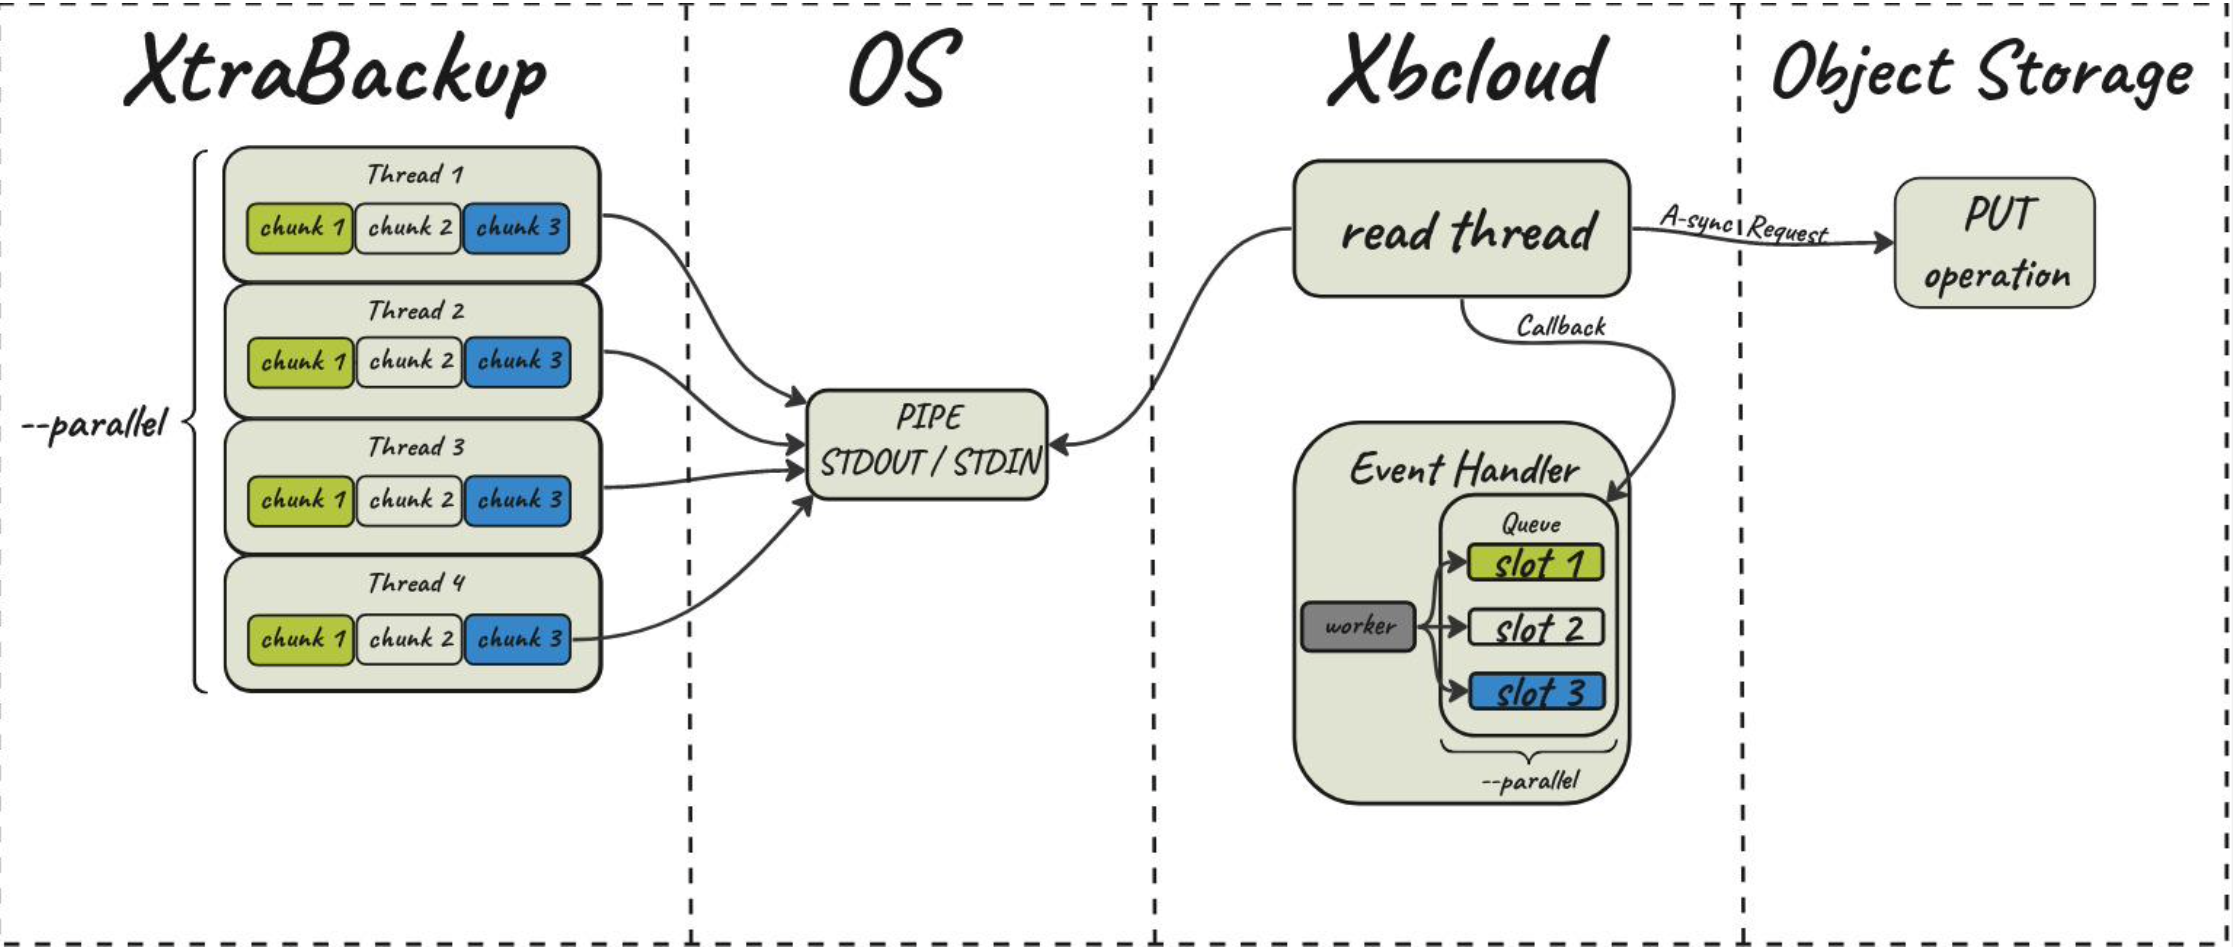 XtraBackup
OS
Xbcloud
Object Storage
--parallel
Thread 1
chunk 1 chunk 2 chunk 3
Thread 2
chunk 1 chunk 2 chunk 3
Thread 3
chunk 1 chunk 2 chunk 3
Thread 4
chunk 1 chunk 2 chunk 3
PIPE
STDOUT / STDIN
read thread
A-sync Request
PUT
operation
Callback
Event Handler
Queue
slot 1
slot 2
slot 3
worker
--parallel